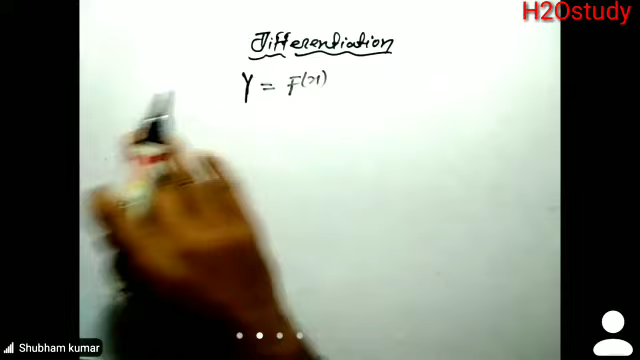 H2Ostudy
Differentiation
Y = F(x)
Shubham kumar